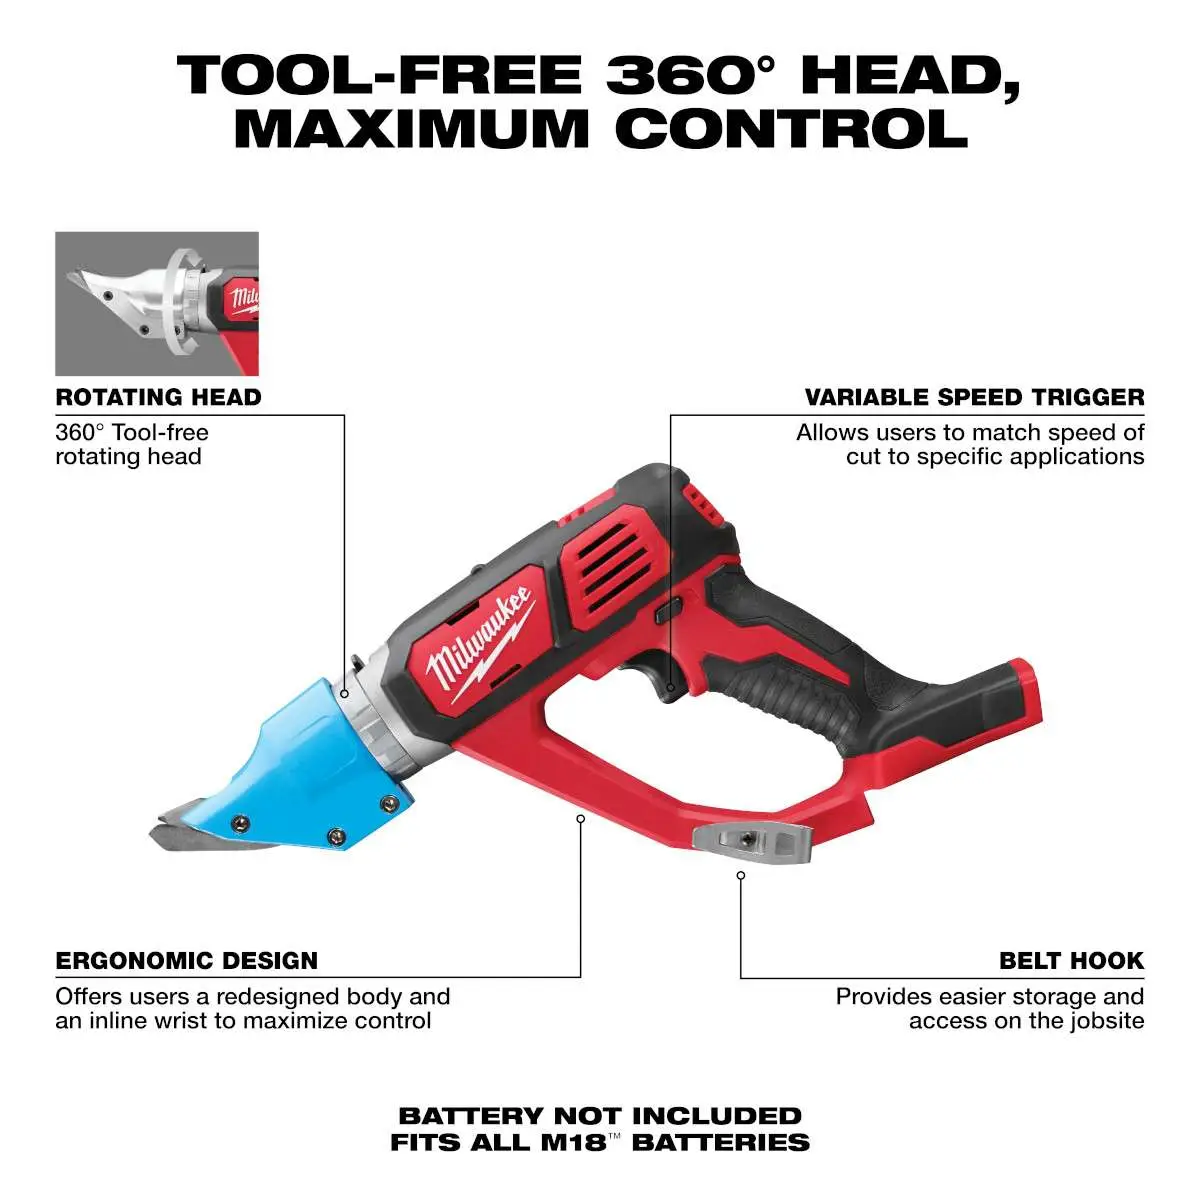 TOOL-FREE 360° HEAD,
MAXIMUM CONTROL
Milw
ROTATING HEAD
360° Tool-free
rotating head
VARIABLE SPEED TRIGGER
Allows users to match speed of
cut to specific applications
Milwaukee
ERGONOMIC DESIGN
Offers users a redesigned body and
an inline wrist to maximize control
BELT HOOK
Provides easier storage and
access on the jobsite
BATTERY NOT INCLUDED
FITS ALL M18™ BATTERIES